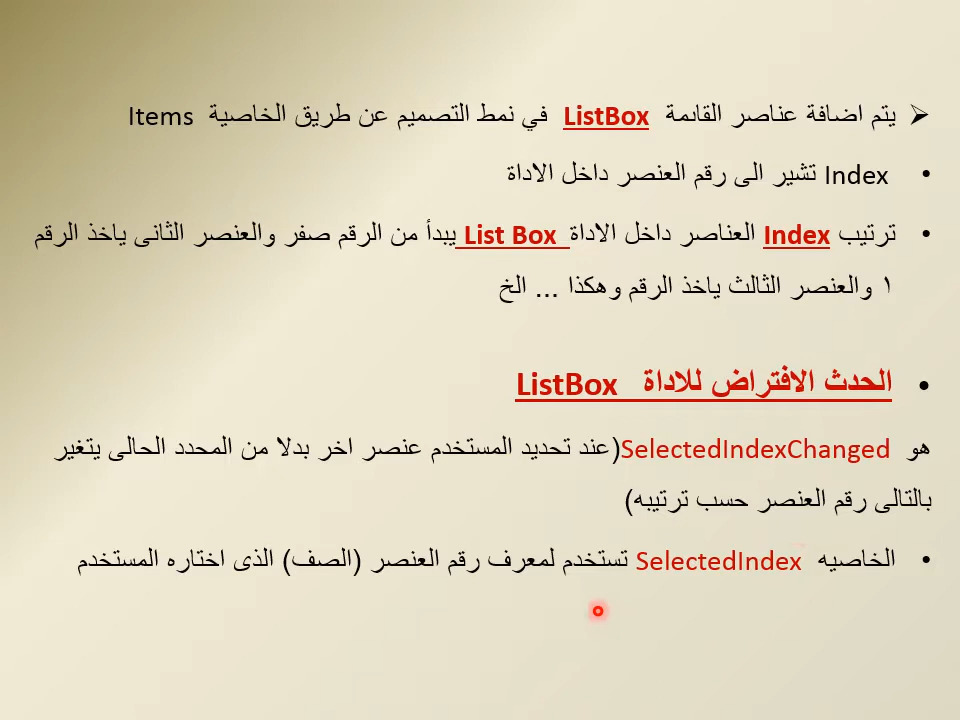 ➢ يتم اضافة عناصر القائمة ListBox في نمط التصميم عن طريق الخاصية Items
• Index تشير الى رقم العنصر داخل الاداة
• ترتيب Index العناصر داخل الاداة List Box يبدأ من الرقم صفر والعنصر الثانى ياخذ الرقم
١ والعنصر الثالث ياخذ الرقم وهكذا ... الخ
• الحدث الافتراض للاداة ListBox
هو SelectedIndexChanged(عند تحديد المستخدم عنصر اخر بدلا من المحدد الحالى يتغير
بالتالى رقم العنصر حسب ترتيبه)
• الخاصيه SelectedIndex تستخدم لمعرف رقم العنصر (الصف) الذى اختاره المستخدم